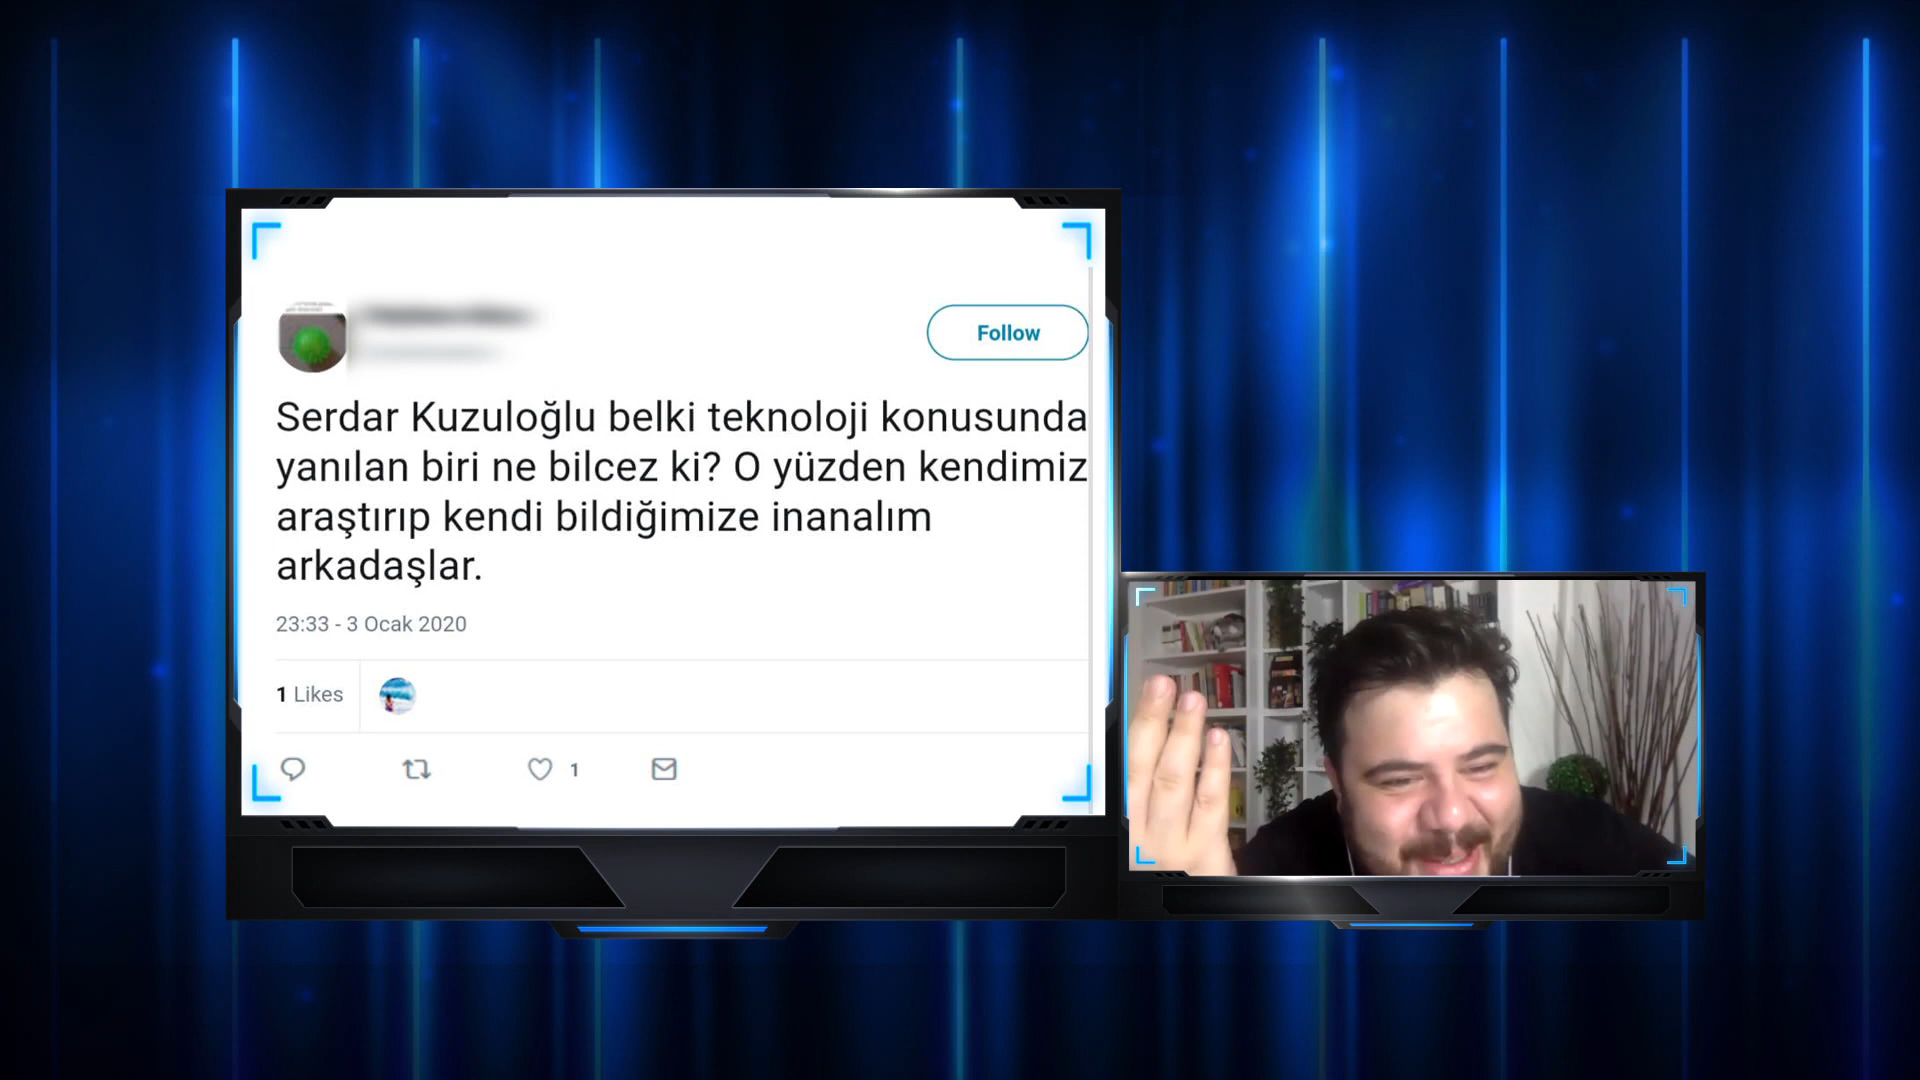 Follow
Serdar Kuzuloğlu belki teknoloji konusunda
yanılan biri ne bilcez ki? O yüzden kendimiz
araştırıp kendi bildiğimize inanalım
arkadaşlar.
23:33 - 3 Ocak 2020
1 Likes
1